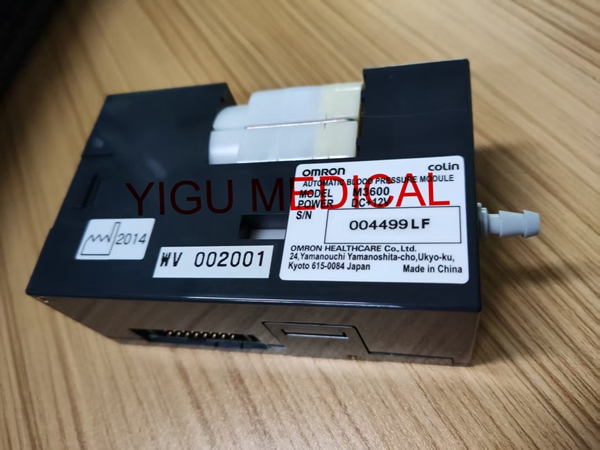 OMRON colin
AUTOMATIC BLOOD PRESSURE MODULE
MODEL M3600
POWER DC+12V
S/N 004499LF
OMRON HEALTHCARE Co.,Ltd.
24,Yamanouchi Yamanoshita-cho,Ukyo-ku,
Kyoto 615-0084 Japan Made in China
YIGU MEDICAL
2014
WV 002001